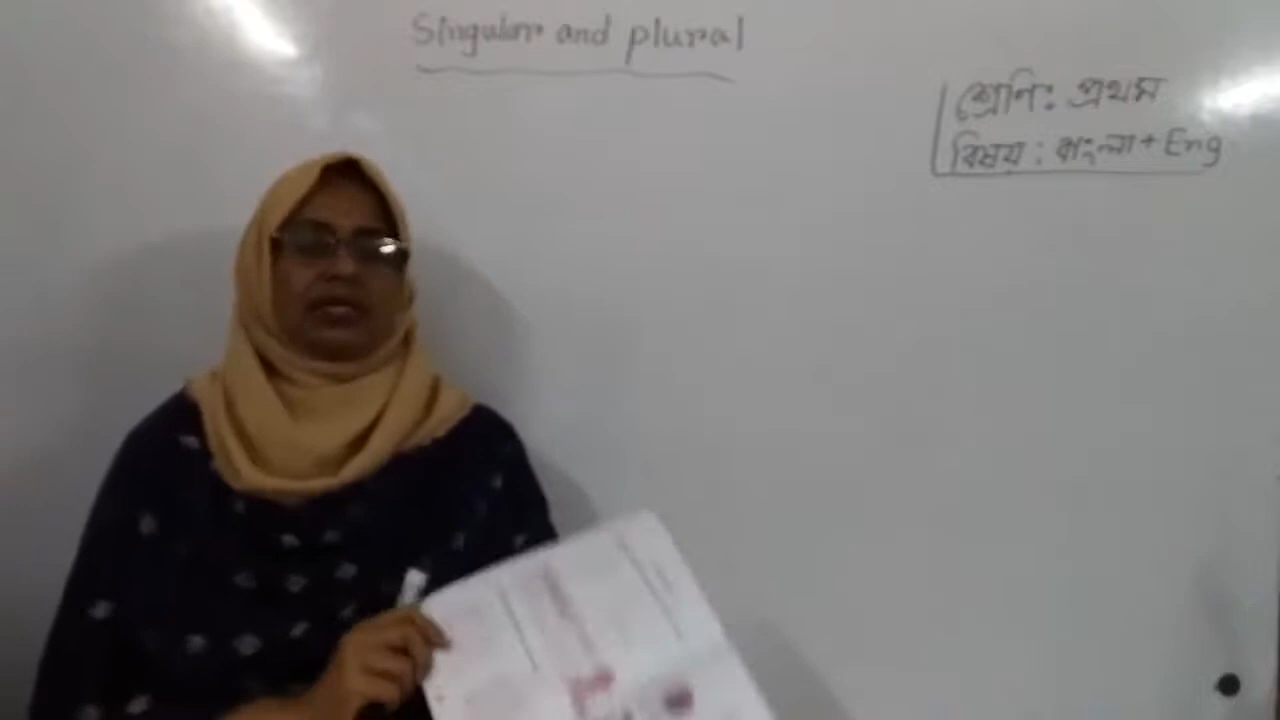 Singular and plural
শ্রেণি: প্রথম
বিষয়: বাংলা + Eng